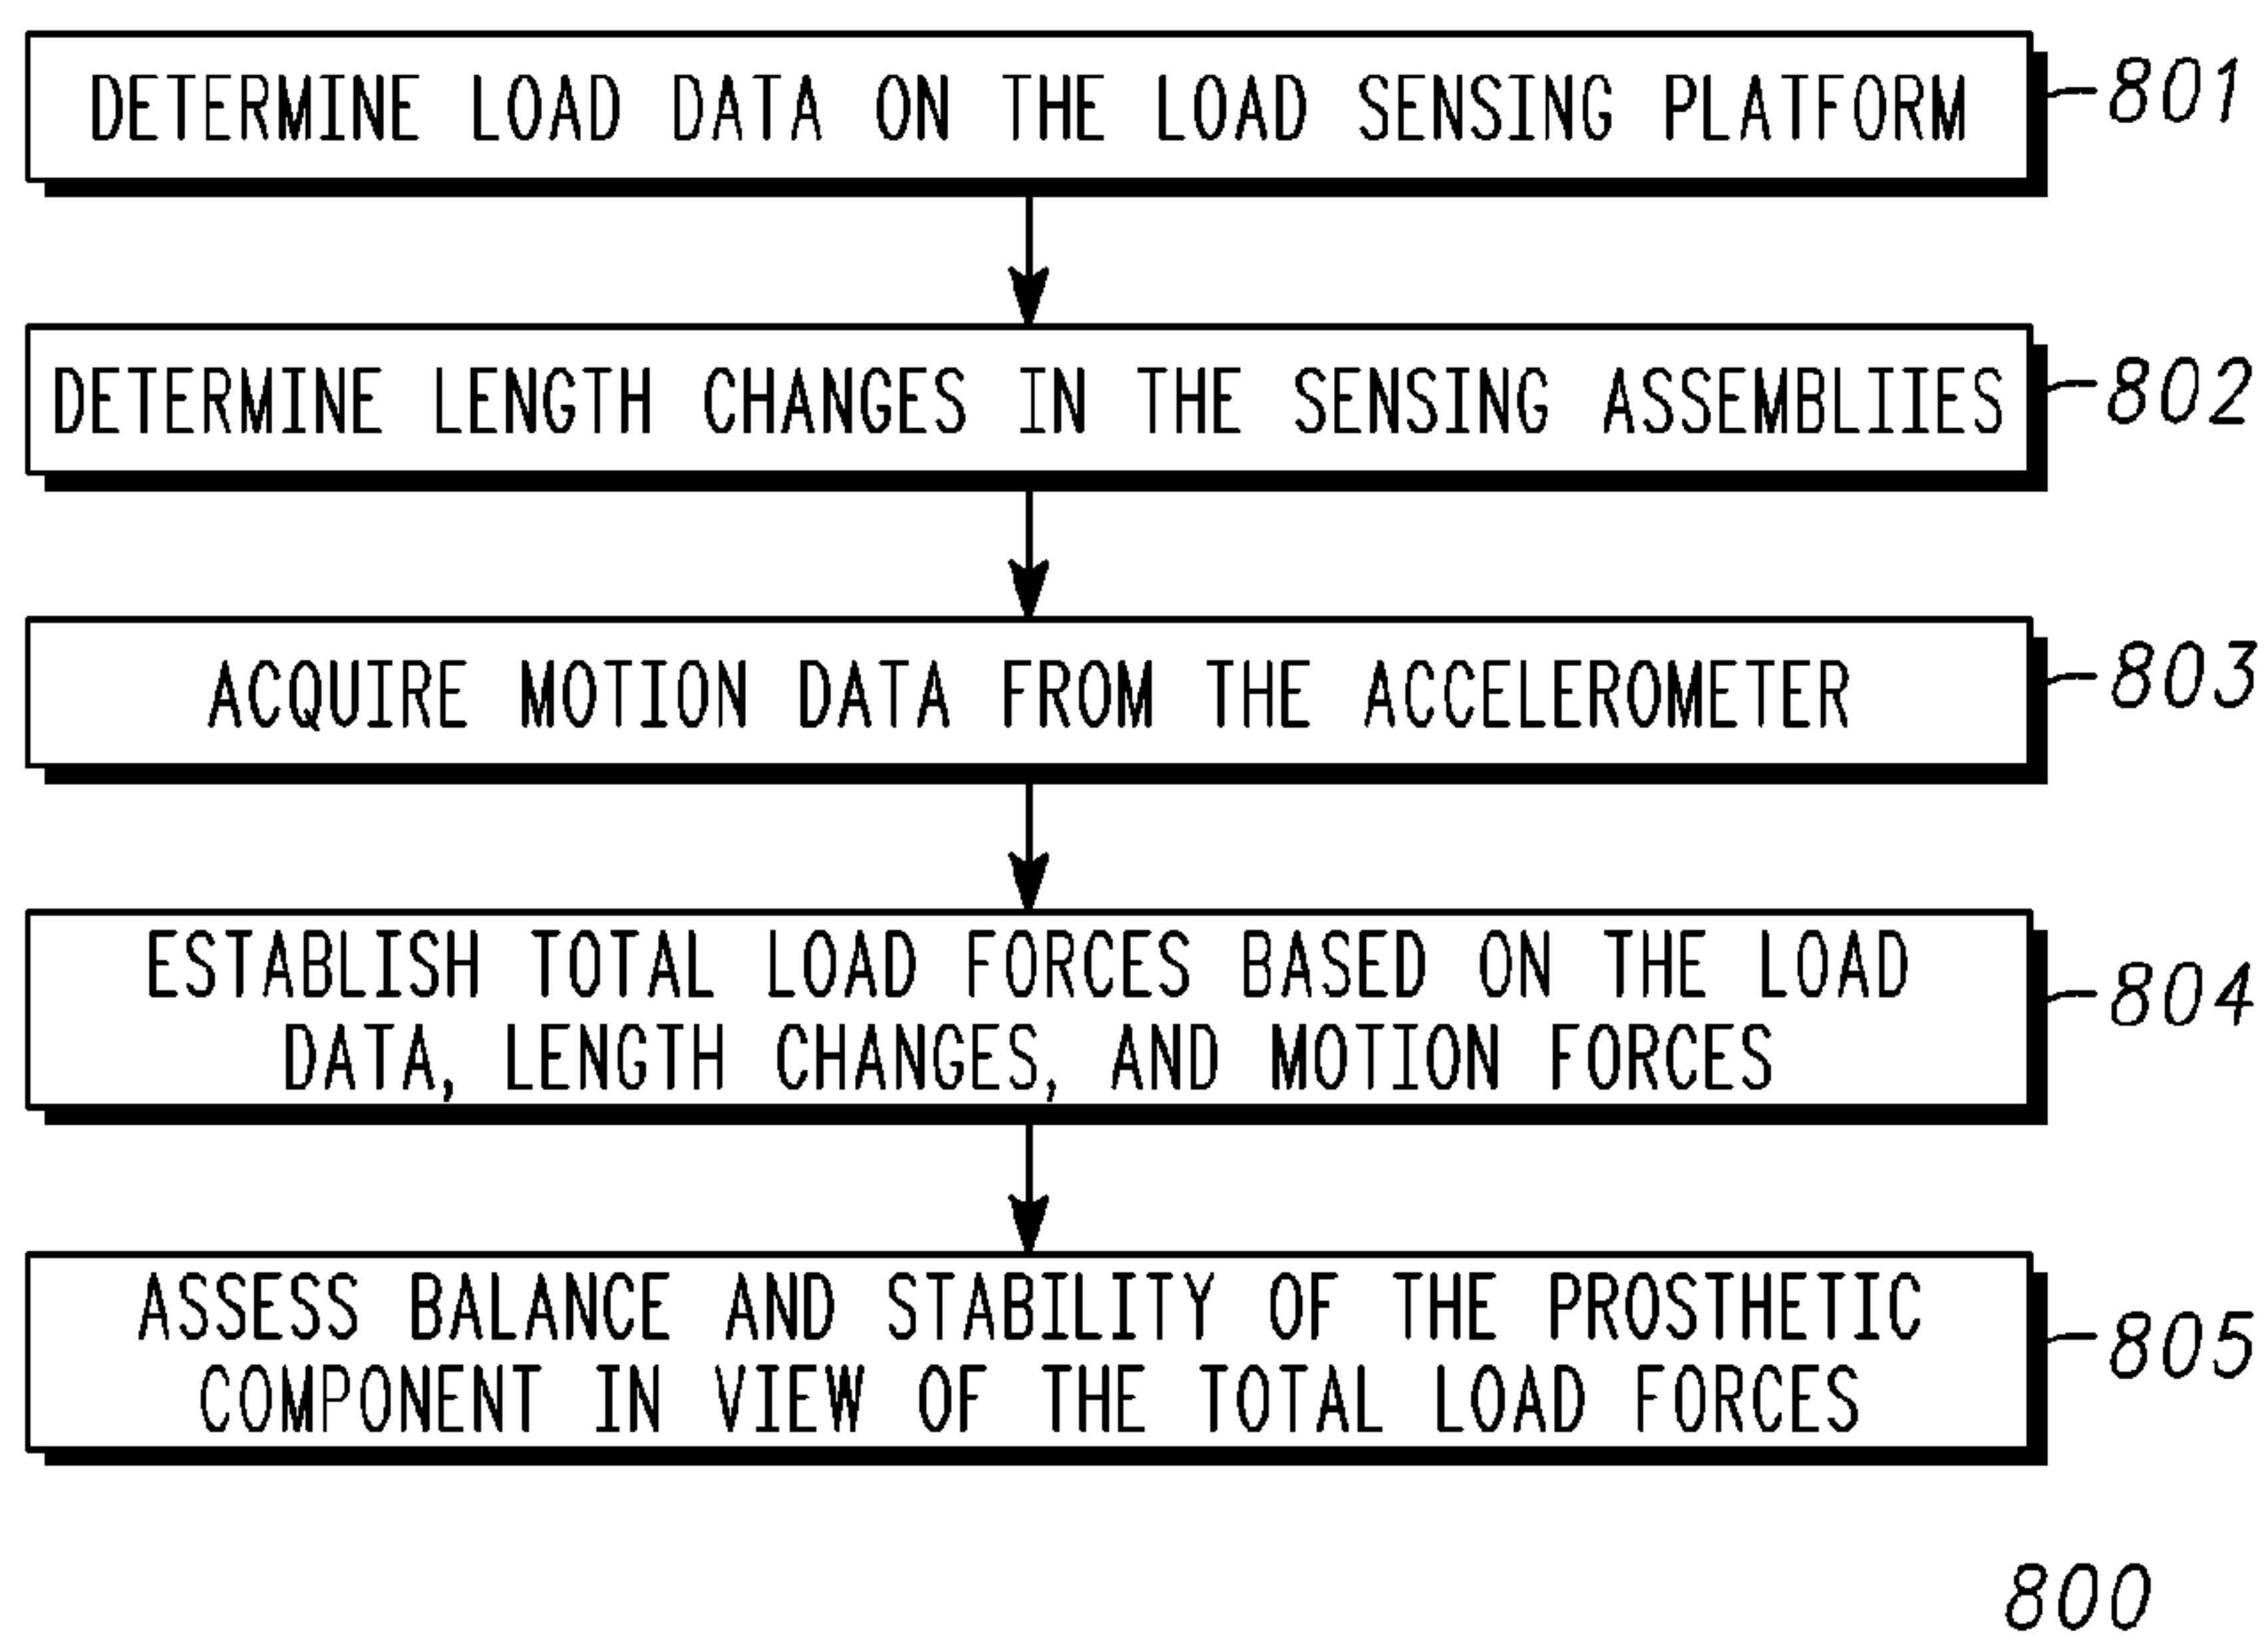 DETERMINE LOAD DATA ON THE LOAD SENSING PLATFORM
801
DETERMINE LENGTH CHANGES IN THE SENSING ASSEMBLIIES
802
ACQUIRE MOTION DATA FROM THE ACCELEROMETER
803
ESTABLISH TOTAL LOAD FORCES BASED ON THE LOAD
DATA, LENGTH CHANGES, AND MOTION FORCES
804
ASSESS BALANCE AND STABILITY OF THE PROSTHETIC
COMPONENT IN VIEW OF THE TOTAL LOAD FORCES
805
800